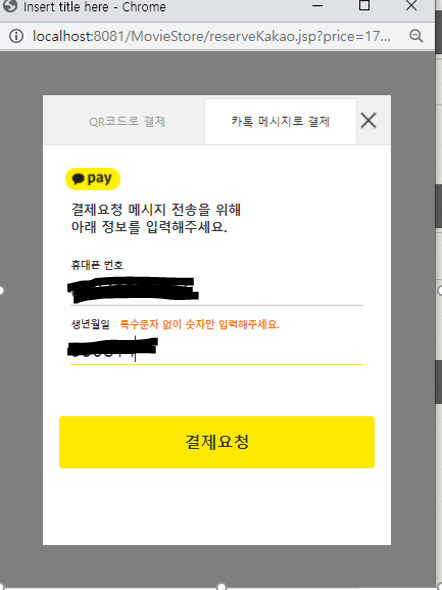 Insert title here - Chrome
localhost:8081/MovieStore/reserveKakao.jsp?price=17...
QR코드로 결제
카톡 메시지로 결제
pay
결제요청 메시지 전송을 위해
아래 정보를 입력해주세요.
휴대폰 번호
생년월일 특수문자 없이 숫자만 입력해주세요.
결제요청